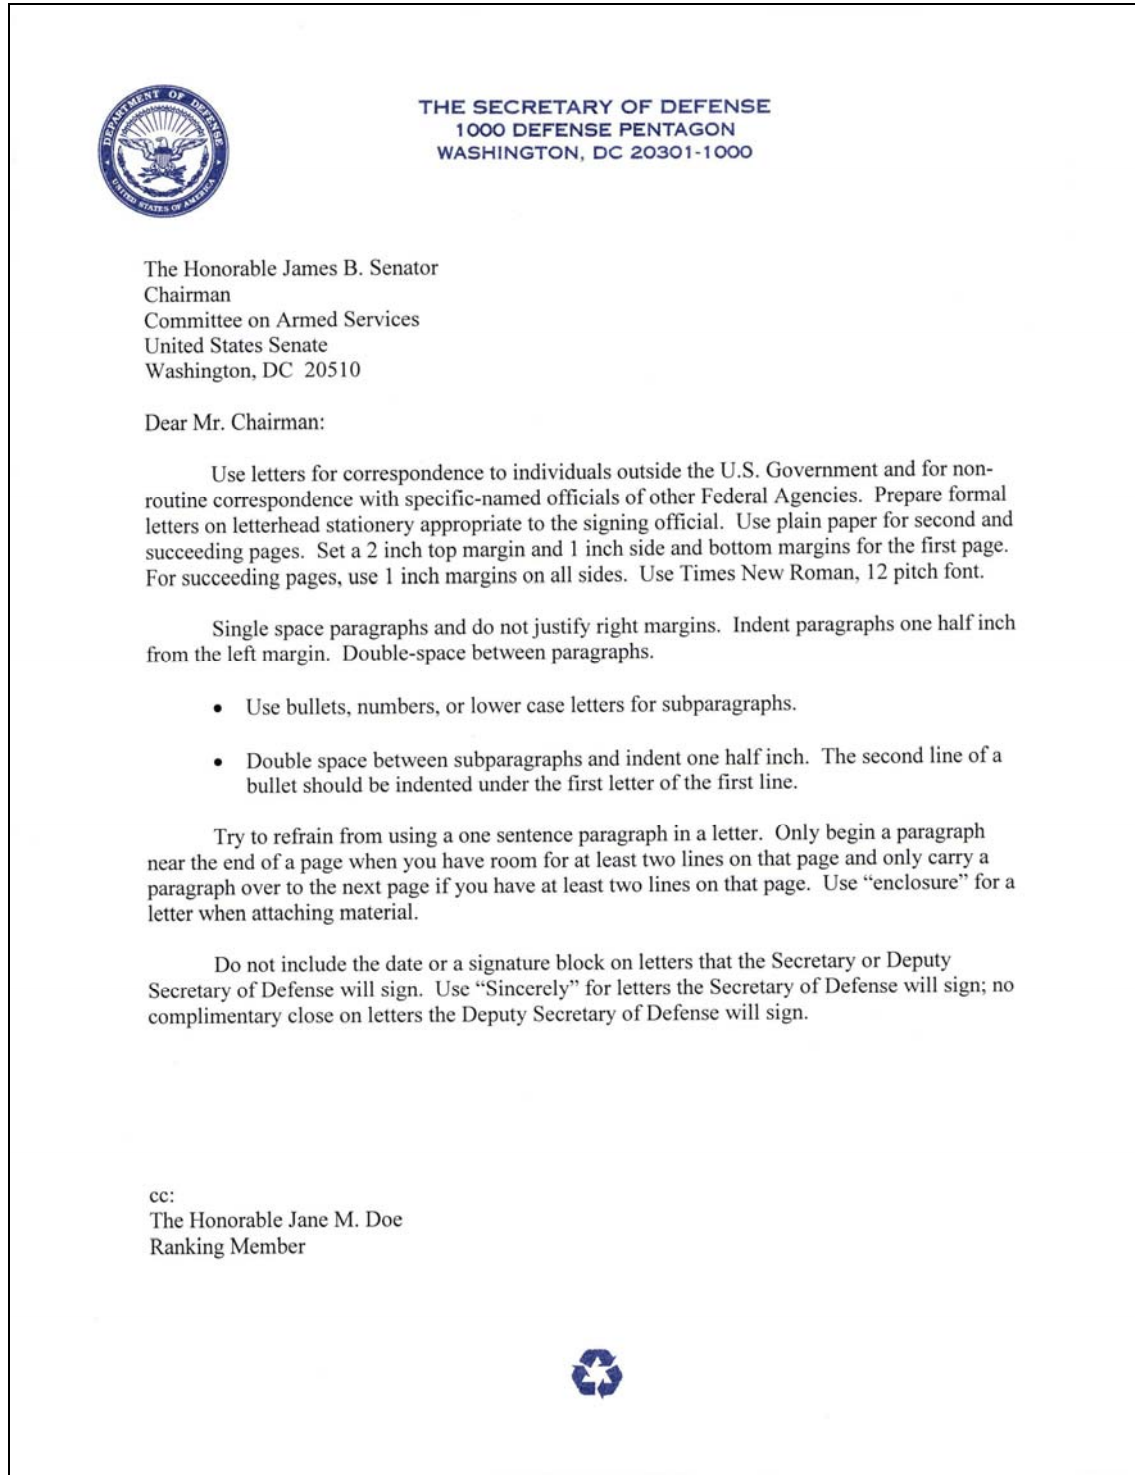 DEPARTMENT OF DEFENSE
UNITED STATES OF AMERICA
THE SECRETARY OF DEFENSE
1000 DEFENSE PENTAGON
WASHINGTON, DC 20301-1000
The Honorable James B. Senator
Chairman
Committee on Armed Services
United States Senate
Washington, DC  20510
Dear Mr. Chairman:
Use letters for correspondence to individuals outside the U.S. Government and for non-
routine correspondence with specific-named officials of other Federal Agencies.  Prepare formal
letters on letterhead stationery appropriate to the signing official.  Use plain paper for second and
succeeding pages.  Set a 2 inch top margin and 1 inch side and bottom margins for the first page.
For succeeding pages, use 1 inch margins on all sides.  Use Times New Roman, 12 pitch font.
Single space paragraphs and do not justify right margins.  Indent paragraphs one half inch
from the left margin.  Double-space between paragraphs.
• Use bullets, numbers, or lower case letters for subparagraphs.
• Double space between subparagraphs and indent one half inch.  The second line of a
bullet should be indented under the first letter of the first line.
Try to refrain from using a one sentence paragraph in a letter.  Only begin a paragraph
near the end of a page when you have room for at least two lines on that page and only carry a
paragraph over to the next page if you have at least two lines on that page.  Use “enclosure” for a
letter when attaching material.
Do not include the date or a signature block on letters that the Secretary or Deputy
Secretary of Defense will sign.  Use “Sincerely” for letters the Secretary of Defense will sign; no
complimentary close on letters the Deputy Secretary of Defense will sign.
cc:
The Honorable Jane M. Doe
Ranking Member